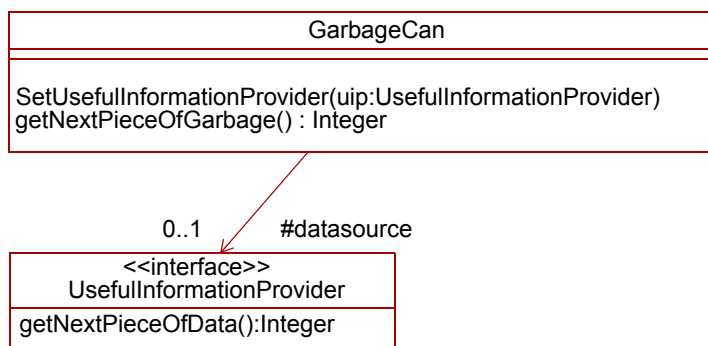 GarbageCan
SetUsefulInformationProvider(uip:UsefulInformationProvider)
getNextPieceOfGarbage() : Integer
0..1 #datasource
<<interface>>
UsefulInformationProvider
getNextPieceOfData():Integer